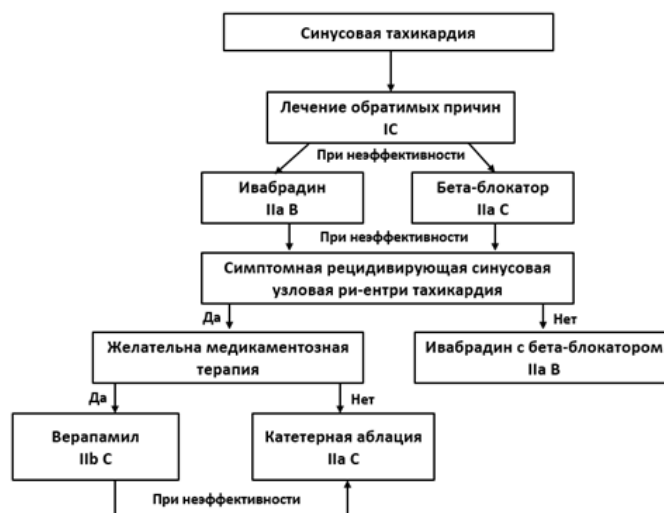 Синусовая тахикардия
Лечение обратимых причин
IC
При неэффективности
Ивабрадин
IIa B
Бета-блокатор
IIa C
При неэффективности
Симптомная рецидивирующая синусовая
узловая ри-ентри тахикардия
Да
Нет
Желательна медикаментозная
терапия
Ивабрадин с бета-блокатором
IIa B
Да
Нет
Верапамил
IIb C
Катетерная аблация
IIa C
При неэффективности